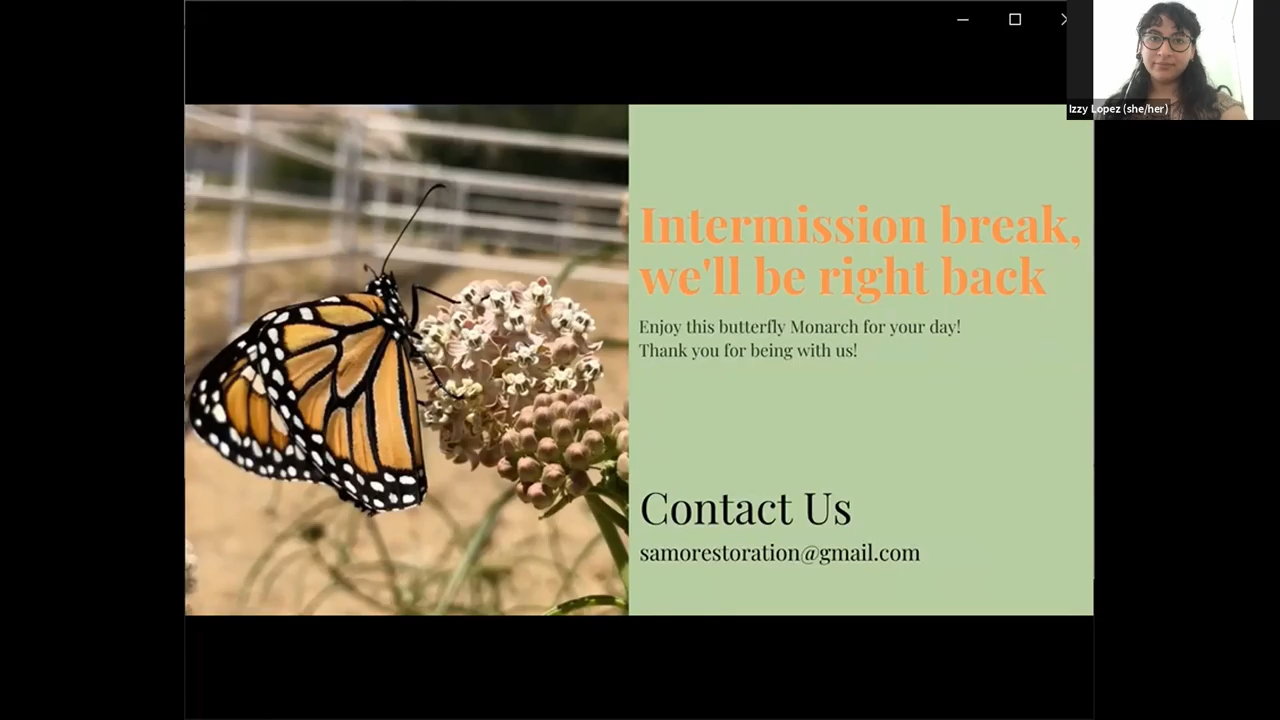 Izzy Lopez (she/her)
Intermission break,
we'll be right back
Enjoy this butterfly Monarch for your day!
Thank you for being with us!
Contact Us
samorestoration@gmail.com